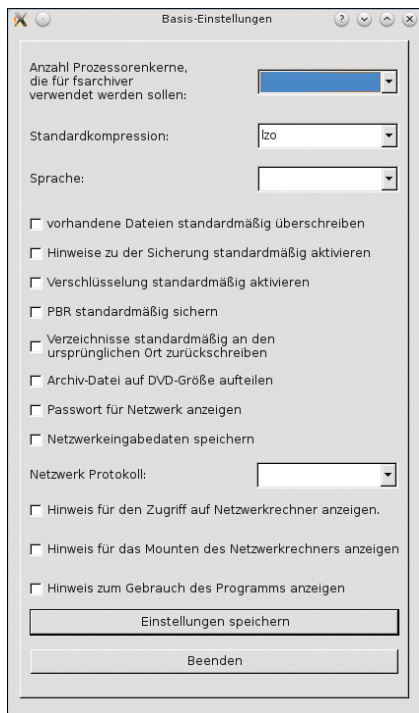 Basis-Einstellungen
Anzahl Prozessorenkerne,
die für fsarchiver
verwendet werden sollen:
Standardkompression:
lzo
Sprache:
vorhandene Dateien standardmäßig überschreiben
Hinweise zu der Sicherung standardmäßig aktivieren
Verschlüsselung standardmäßig aktivieren
PBR standardmäßig sichern
Verzeichnisse standardmäßig an den
ursprünglichen Ort zurückschreiben
Archiv-Datei auf DVD-Größe aufteilen
Passwort für Netzwerk anzeigen
Netzwerkeingabedaten speichern
Netzwerk Protokoll:
Hinweis für den Zugriff auf Netzwerkrechner anzeigen.
Hinweis für das Mounten des Netzwerkrechners anzeigen
Hinweis zum Gebrauch des Programms anzeigen
Einstellungen speichern
Beenden